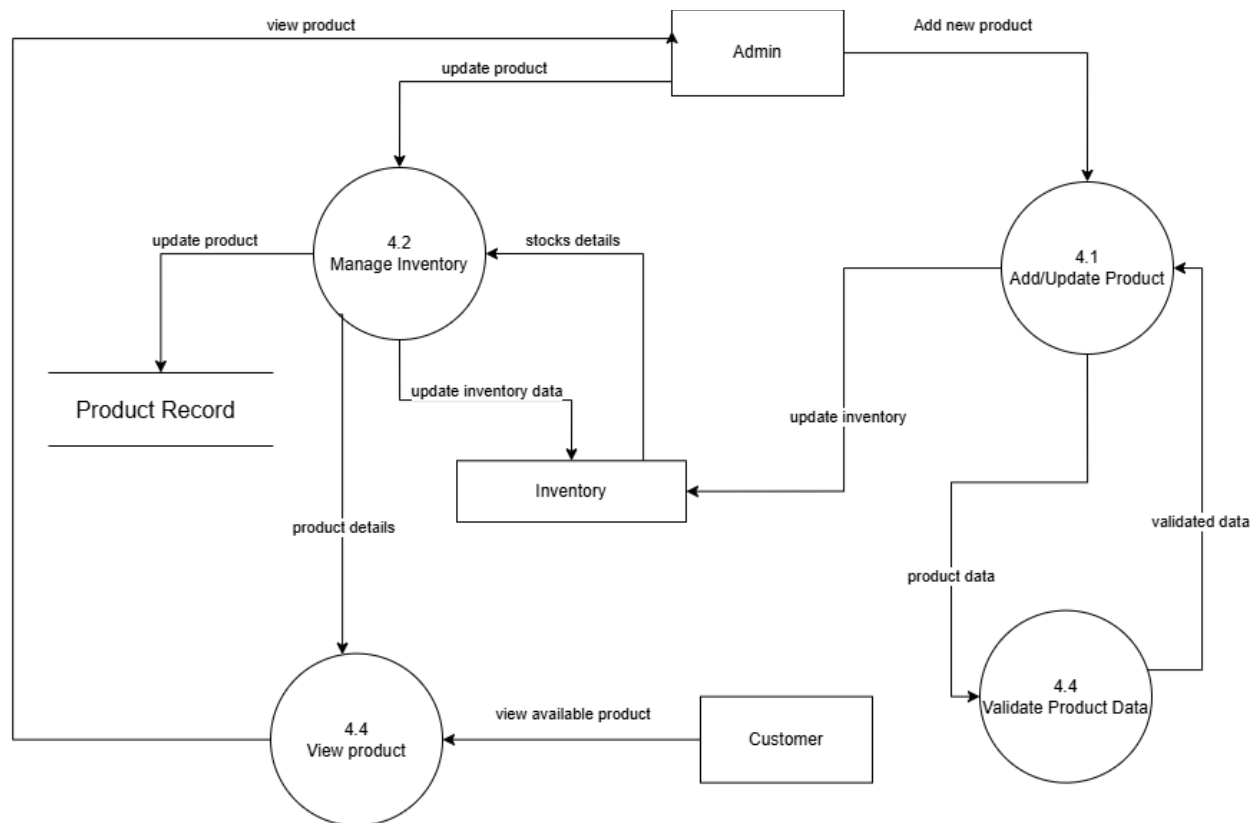 view product
Admin
Add new product
update product
4.2
Manage Inventory
update product
stocks details
4.1
Add/Update Product
Product Record
update inventory data
update inventory
Inventory
product details
validated data
product data
4.4
Validate Product Data
4.4
View product
view available product
Customer